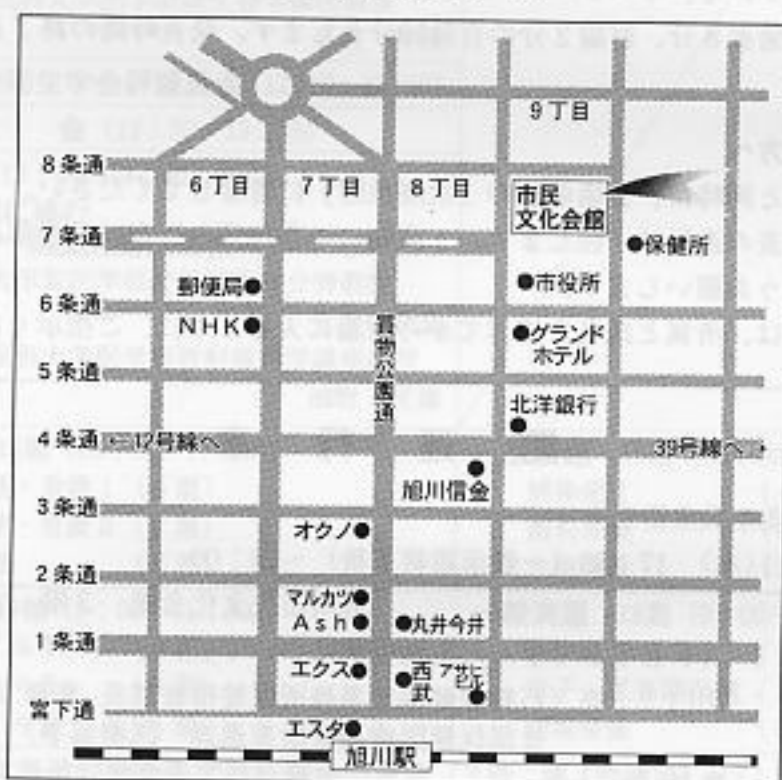 9丁目
8条通
6丁目
7丁目
8丁目
市民
文化会館
7条通
保健所
郵便局
市役所
6条通
NHK
グランド
ホテル
買物公園通
5条通
北洋銀行
4条通
←12号線へ
39号線へ
旭川信金
3条通
オクノ
2条通
マルカツ
Ash
丸井今井
1条通
エクス
西武
アサヒ
ビル
宮下通
エスタ
旭川駅